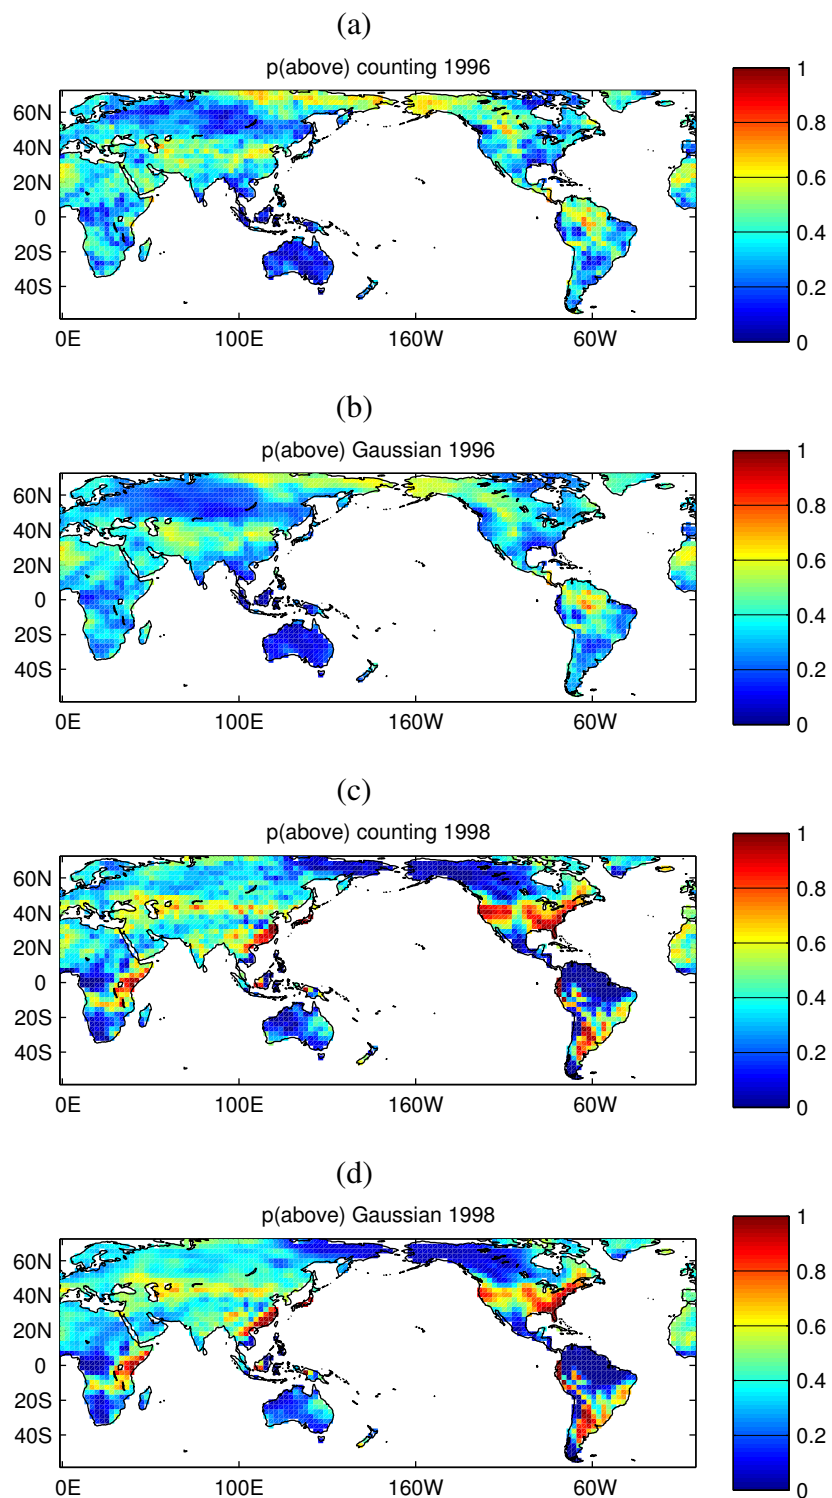 (a)
p(above) counting 1996
60N
40N
20N
0
20S
40S
0E 100E 160W 60W
1
0.8
0.6
0.4
0.2
0
(b)
p(above) Gaussian 1996
60N
40N
20N
0
20S
40S
0E 100E 160W 60W
1
0.8
0.6
0.4
0.2
0
(c)
p(above) counting 1998
60N
40N
20N
0
20S
40S
0E 100E 160W 60W
1
0.8
0.6
0.4
0.2
0
(d)
p(above) Gaussian 1998
60N
40N
20N
0
20S
40S
0E 100E 160W 60W
1
0.8
0.6
0.4
0.2
0